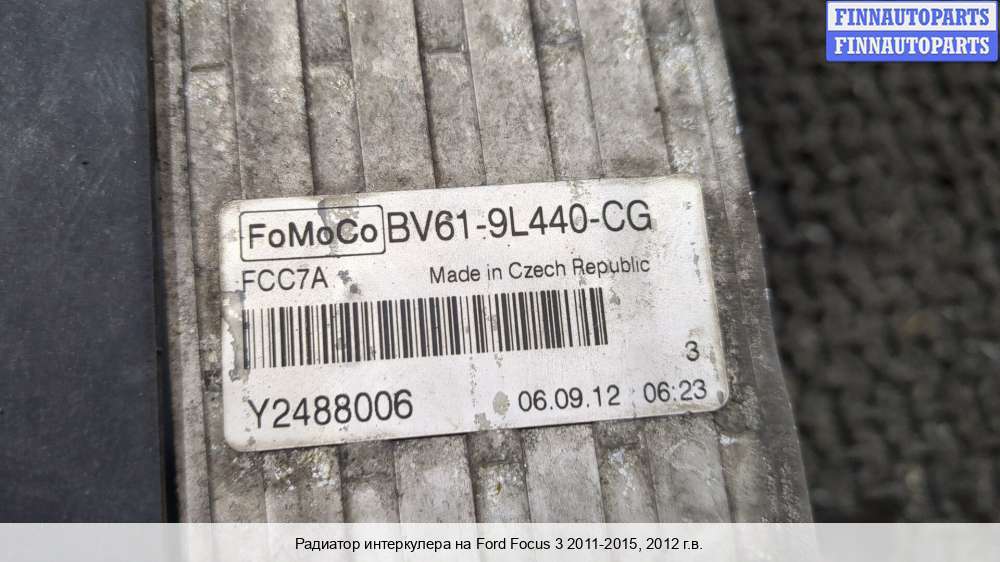 FINNAUTOPARTS
FINNAUTOPARTS
FoMoCo BV61-9L440-CG
FCC7A Made in Czech Republic
3
Y2488006 06.09.12 06:23
Радиатор интеркулера на Ford Focus 3 2011-2015, 2012 г.в.